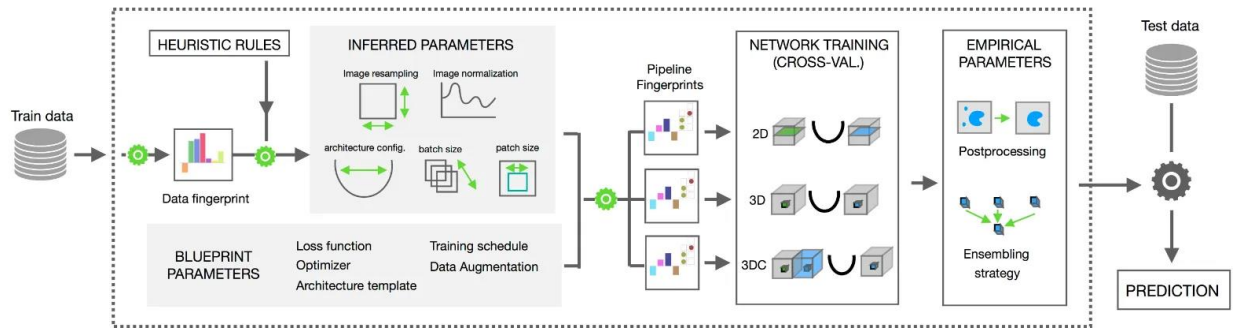 Train data
HEURISTIC RULES
Data fingerprint
INFERRED PARAMETERS
Image resampling
Image normalization
architecture config.
batch size
patch size
BLUEPRINT
PARAMETERS
Loss function
Optimizer
Architecture template
Training schedule
Data Augmentation
Pipeline
Fingerprints
NETWORK TRAINING
(CROSS-VAL.)
2D
3D
3DC
EMPIRICAL
PARAMETERS
Postprocessing
Ensembling
strategy
Test data
PREDICTION